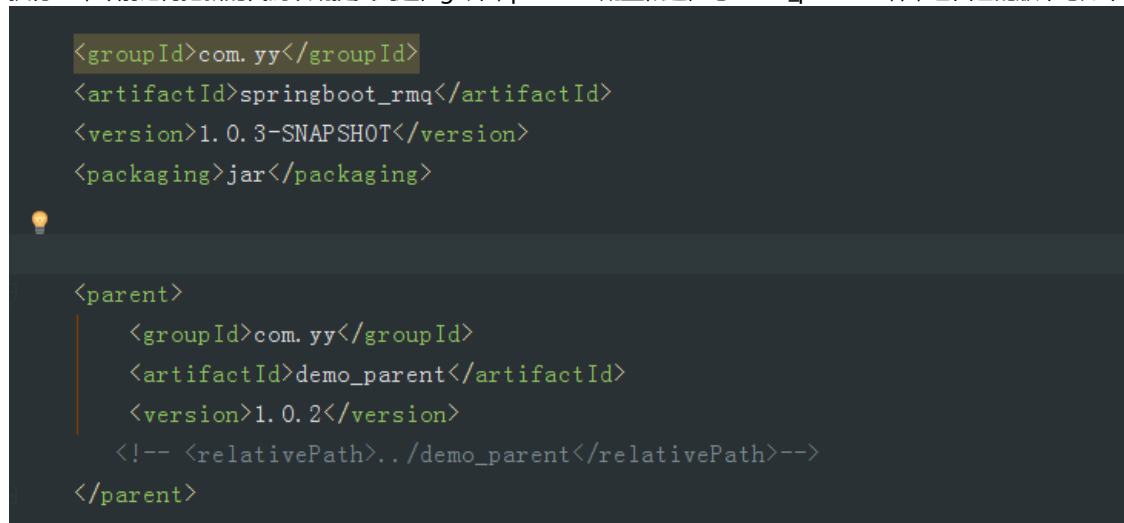 <groupId>com.yy</groupId>
<artifactId>springboot_rmq</artifactId>
<version>1.0.3-SNAPSHOT</version>
<packaging>jar</packaging>
<parent>
<groupId>com.yy</groupId>
<artifactId>demo_parent</artifactId>
<version>1.0.2</version>
<!-- <relativePath>../demo_parent</relativePath>-->
</parent>